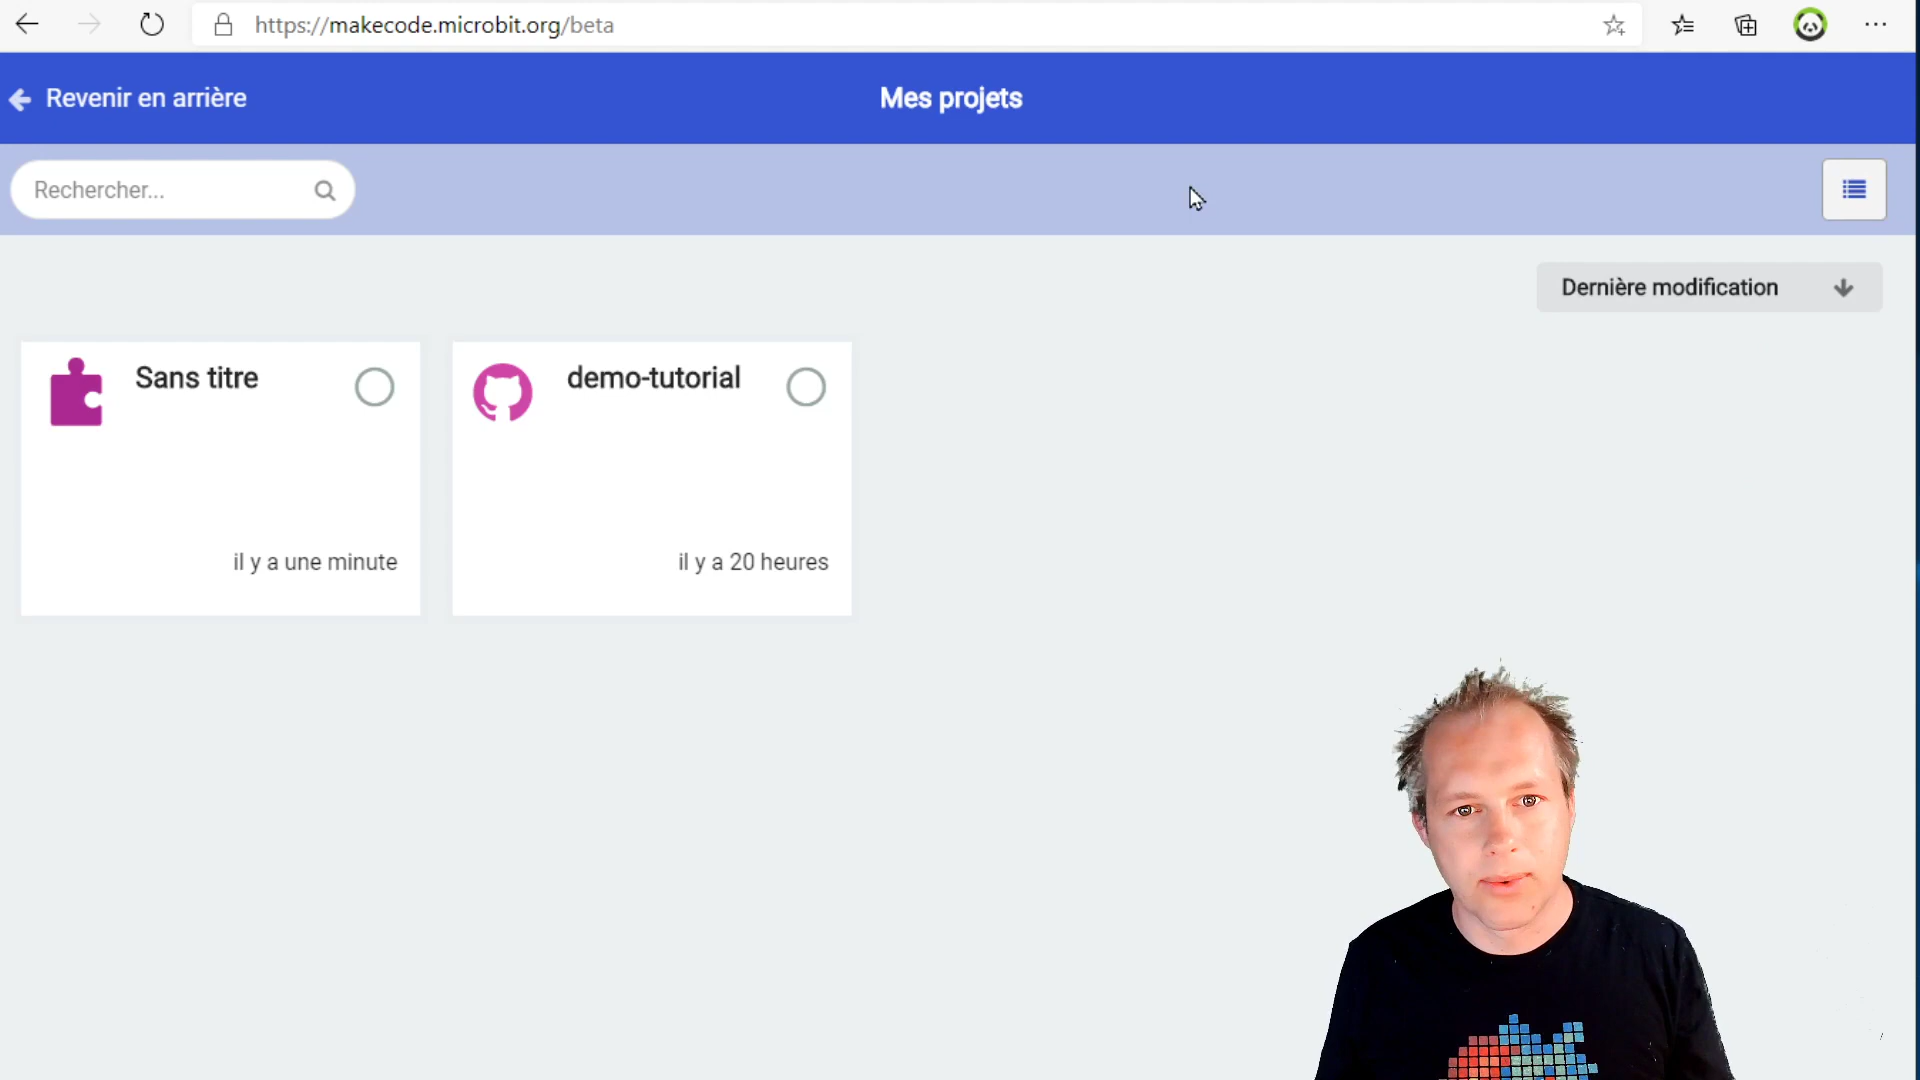 https://makecode.microbit.org/beta
Revenir en arrière
Mes projets
Rechercher...
Dernière modification
Sans titre
demo-tutorial
il y a une minute
il y a 20 heures